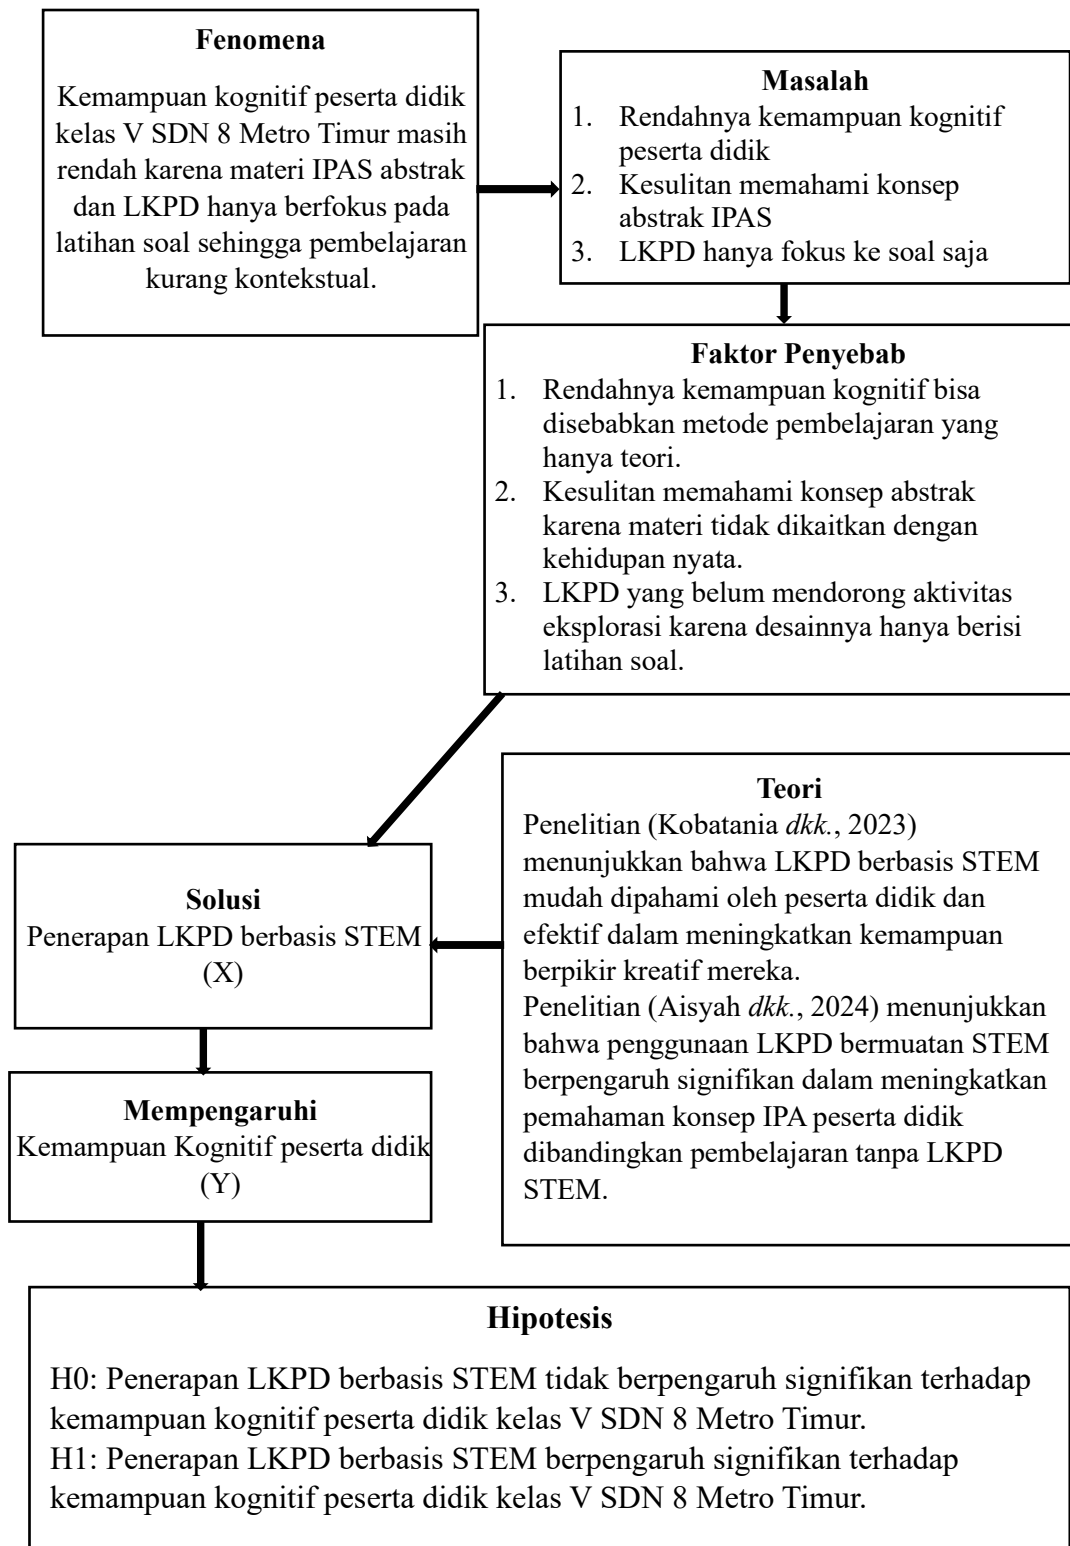 Fenomena
Kemampuan kognitif peserta didik
kelas V SDN 8 Metro Timur masih
rendah karena materi IPAS abstrak
dan LKPD hanya berfokus pada
latihan soal sehingga pembelajaran
kurang kontekstual.
Masalah
1. Rendahnya kemampuan kognitif
peserta didik
2. Kesulitan memahami konsep
abstrak IPAS
3. LKPD hanya fokus ke soal saja
Faktor Penyebab
1. Rendahnya kemampuan kognitif bisa
disebabkan metode pembelajaran yang
hanya teori.
2. Kesulitan memahami konsep abstrak
karena materi tidak dikaitkan dengan
kehidupan nyata.
3. LKPD yang belum mendorong aktivitas
eksplorasi karena desainnya hanya berisi
latihan soal.
Teori
Penelitian (Kobatania dkk., 2023)
menunjukkan bahwa LKPD berbasis STEM
mudah dipahami oleh peserta didik dan
efektif dalam meningkatkan kemampuan
berpikir kreatif mereka.
Penelitian (Aisyah dkk., 2024) menunjukkan
bahwa penggunaan LKPD bermuatan STEM
berpengaruh signifikan dalam meningkatkan
pemahaman konsep IPA peserta didik
dibandingkan pembelajaran tanpa LKPD
STEM.
Solusi
Penerapan LKPD berbasis STEM
(X)
Mempengaruhi
Kemampuan Kognitif peserta didik
(Y)
Hipotesis
H0: Penerapan LKPD berbasis STEM tidak berpengaruh signifikan terhadap
kemampuan kognitif peserta didik kelas V SDN 8 Metro Timur.
H1: Penerapan LKPD berbasis STEM berpengaruh signifikan terhadap
kemampuan kognitif peserta didik kelas V SDN 8 Metro Timur.